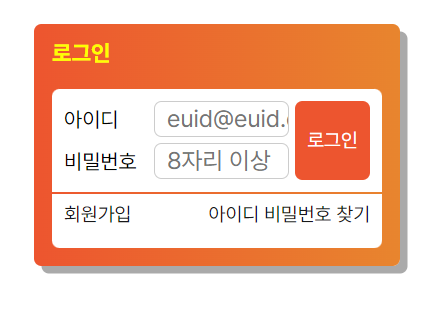 로그인
아이디 euid@euid.
비밀번호 8자리 이상
로그인
회원가입 아이디 비밀번호 찾기